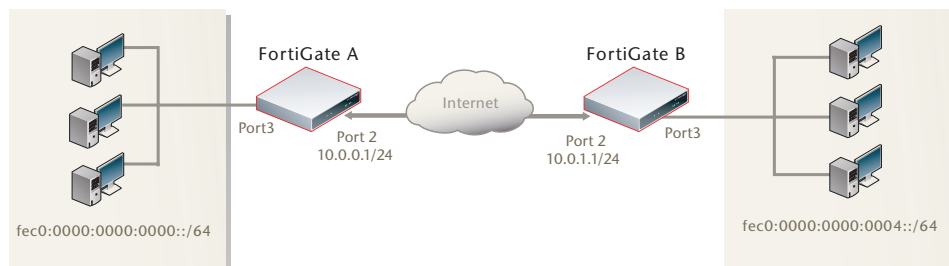 FortiGate A
FortiGate B
Internet
Port3
Port 2
10.0.0.1/24
Port 2
10.0.1.1/24
Port3
fec0:0000:0000:0000::/64
fec0:0000:0000:0004::/64